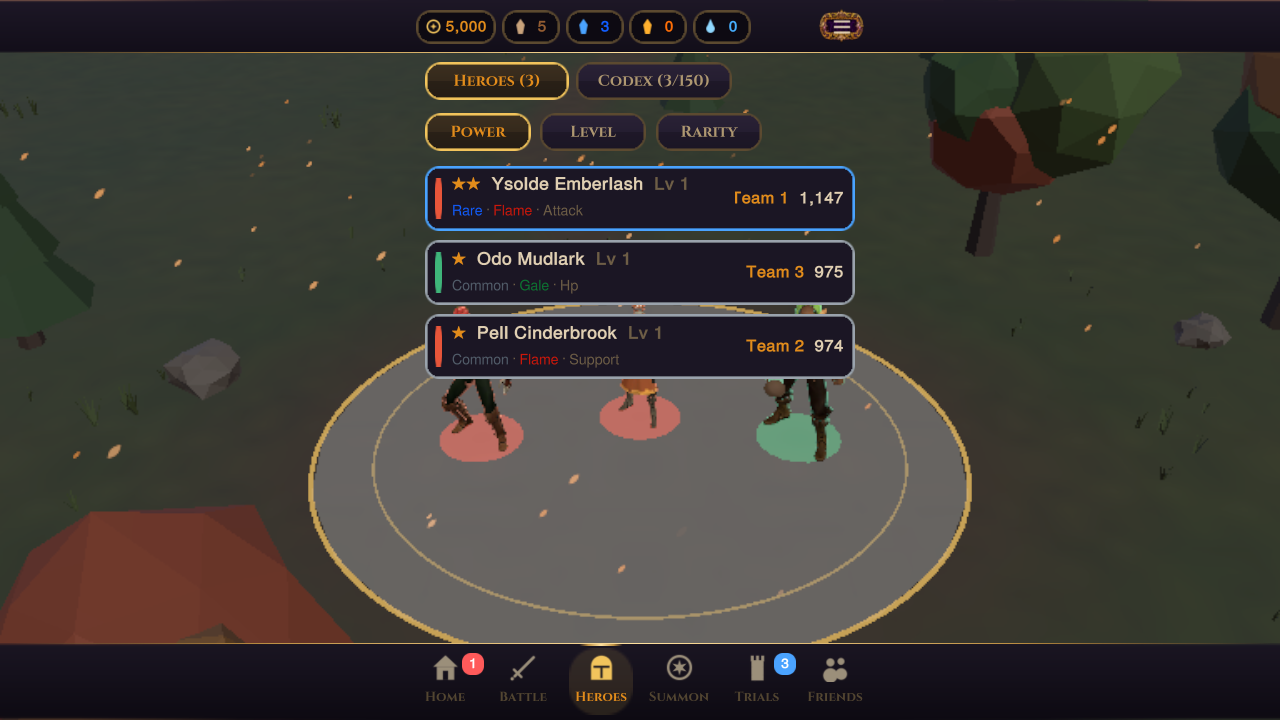 5,000 5 3 0 0
HEROES (3) CODEX (3/150)
POWER LEVEL RARITY
★★ Ysolde Emberlash Lv 1
Team 1 1,147
Rare · Flame · Attack
★ Odo Mudlark Lv 1
Team 3 975
Common · Gale · Hp
★ Pell Cinderbrook Lv 1
Team 2 974
Common · Flame · Support
1 3
HOME BATTLE HEROES SUMMON TRIALS FRIENDS